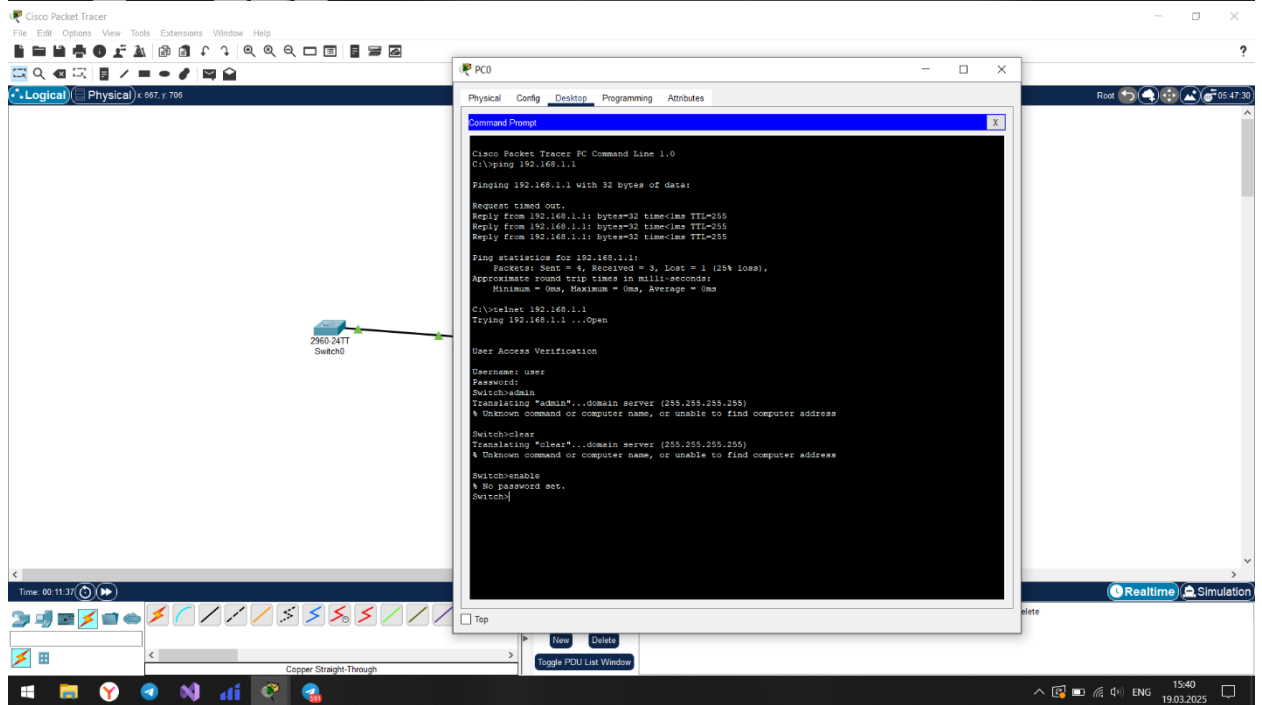 Cisco Packet Tracer
File Edit Options View Tools Extensions Window Help
?
PC0
Logical Physical x: 667, y: 706
Root 05:47:30
Physical Config Desktop Programming Attributes
Command Prompt X
Cisco Packet Tracer PC Command Line 1.0
C:\>ping 192.168.1.1
Pinging 192.168.1.1 with 32 bytes of data:
Request timed out.
Reply from 192.168.1.1: bytes=32 time<1ms TTL=255
Reply from 192.168.1.1: bytes=32 time<1ms TTL=255
Reply from 192.168.1.1: bytes=32 time<1ms TTL=255
Ping statistics for 192.168.1.1:
Packets: Sent = 4, Received = 3, Lost = 1 (25% loss),
Approximate round trip times in milli-seconds:
Minimum = 0ms, Maximum = 0ms, Average = 0ms
C:\>telnet 192.168.1.1
Trying 192.168.1.1 ...Open
User Access Verification
Username: user
Password:
Switch>admin
Translating "admin"...domain server (255.255.255.255)
% Unknown command or computer name, or unable to find computer address
Switch>clear
Translating "clear"...domain server (255.255.255.255)
% Unknown command or computer name, or unable to find computer address
Switch>enable
% No password set.
Switch>
2960-24TT
Switch0
Time: 00:11:37
Realtime Simulation
Top
elete
New Delete
Toggle PDU List Window
Copper Straight-Through
ENG
15:40
19.03.2025